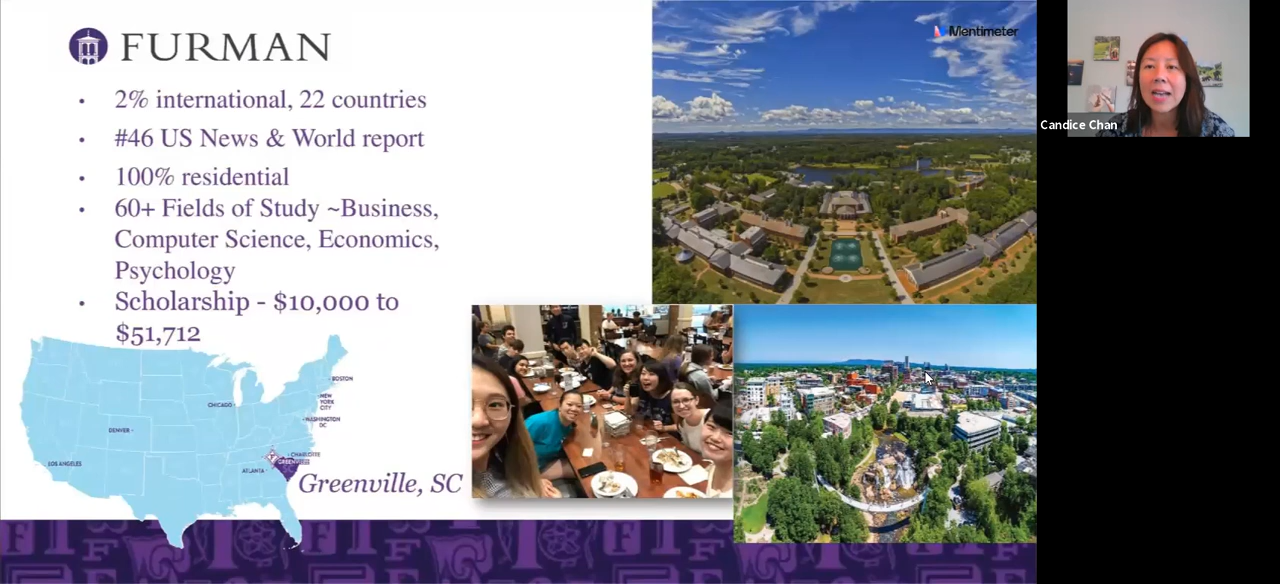 FURMAN
Mentimeter
• 2% international, 22 countries
• #46 US News & World report
• 100% residential
• 60+ Fields of Study ~Business,
Computer Science, Economics,
Psychology
• Scholarship - $10,000 to
$51,712
BOSTON
NEW
YORK
CITY
CHICAGO
WASHINGTON
DC
DENVER
CHARLOTTE
GREENVILLE
LOS ANGELES
ATLANTA
Greenville, SC
Candice Chan